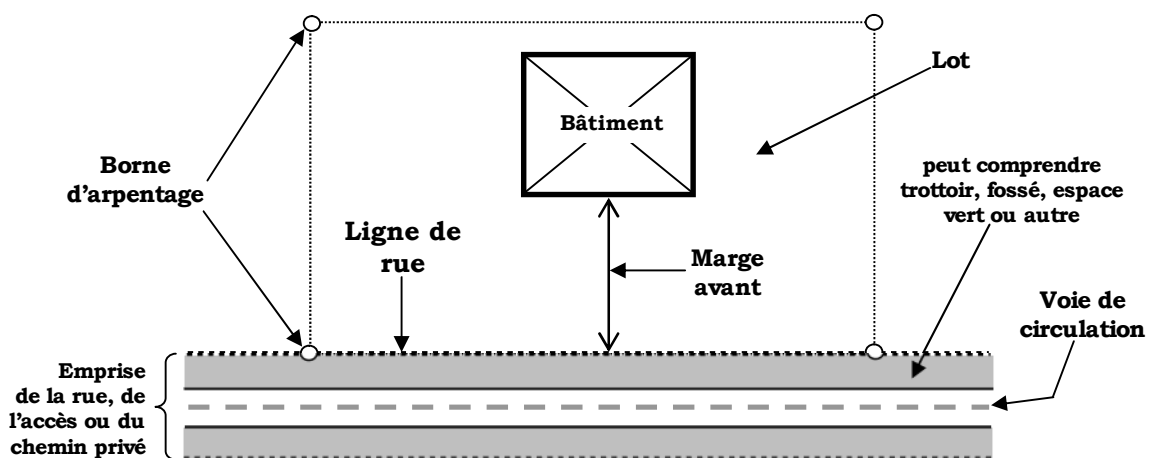 Lot
Bâtiment
Borne
d'arpentage
peut comprendre
trottoir, fossé, espace
vert ou autre
Ligne de
rue
Marge
avant
Voie de
circulation
Emprise
de la rue, de
l'accès ou du
chemin privé